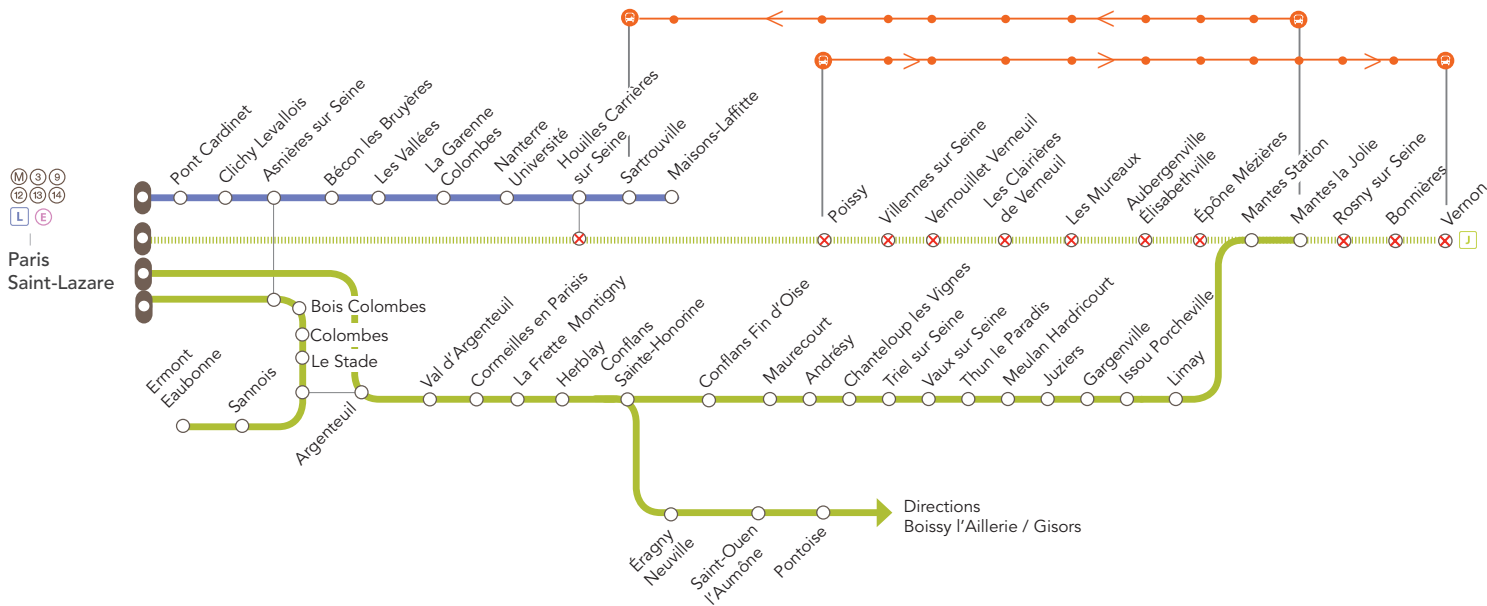 M 3 9
12 13 14
L E
Paris
Saint-Lazare
Pont Cardinet
Clichy Levallois
Asnières sur Seine
Bécon les Bruyères
Les Vallées
La Garenne
Colombes
Nanterre
Université
Houilles Carrières
sur Seine
Sartrouville
Maisons-Laffitte
Poissy
Villennes sur Seine
Vernouillet Verneuil
Les Clairières
de Verneuil
Les Mureaux
Aubergenville
Élisabethville
Épône Mézières
Mantes Station
Mantes la Jolie
Rosny sur Seine
Bonnières
Vernon
J
Bois Colombes
Colombes
Le Stade
Ermont
Eaubonne
Sannois
Argenteuil
Val d'Argenteuil
Cormeilles en Parisis
La Frette Montigny
Herblay
Conflans
Sainte-Honorine
Conflans Fin d'Oise
Maurecourt
Andrésy
Chanteloup les Vignes
Triel sur Seine
Vaux sur Seine
Thun le Paradis
Meulan Hardricourt
Juziers
Gargenville
Issou Porcheville
Limay
Éragny
Neuville
Saint-Ouen
l'Aumône
Pontoise
Directions
Boissy l'Aillerie / Gisors